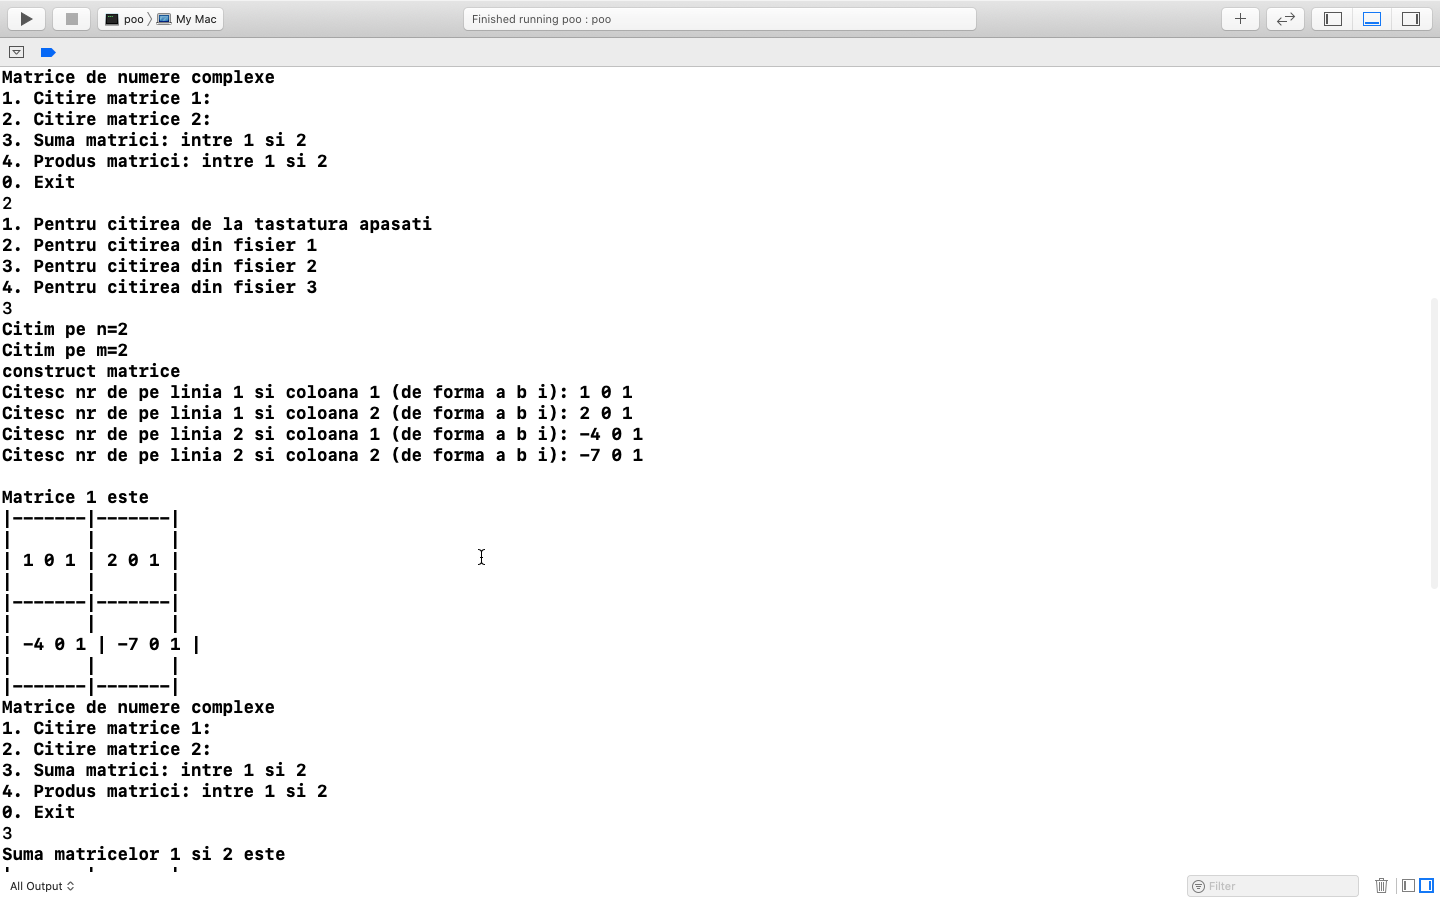 poo 〉 My Mac
Finished running poo : poo
Matrice de numere complexe
1. Citire matrice 1:
2. Citire matrice 2:
3. Suma matrici: intre 1 si 2
4. Produs matrici: intre 1 si 2
0. Exit
2
1. Pentru citirea de la tastatura apasati
2. Pentru citirea din fisier 1
3. Pentru citirea din fisier 2
4. Pentru citirea din fisier 3
3
Citim pe n=2
Citim pe m=2
construct matrice
Citesc nr de pe linia 1 si coloana 1 (de forma a b i): 1 0 1
Citesc nr de pe linia 1 si coloana 2 (de forma a b i): 2 0 1
Citesc nr de pe linia 2 si coloana 1 (de forma a b i): -4 0 1
Citesc nr de pe linia 2 si coloana 2 (de forma a b i): -7 0 1
Matrice 1 este
|-------|-------|
|       |       |
| 1 0 1 | 2 0 1 |
|       |       |
|-------|-------|
|       |       |
| -4 0 1 | -7 0 1 |
|       |       |
|-------|-------|
Matrice de numere complexe
1. Citire matrice 1:
2. Citire matrice 2:
3. Suma matrici: intre 1 si 2
4. Produs matrici: intre 1 si 2
0. Exit
3
Suma matricelor 1 si 2 este
All Output
Filter